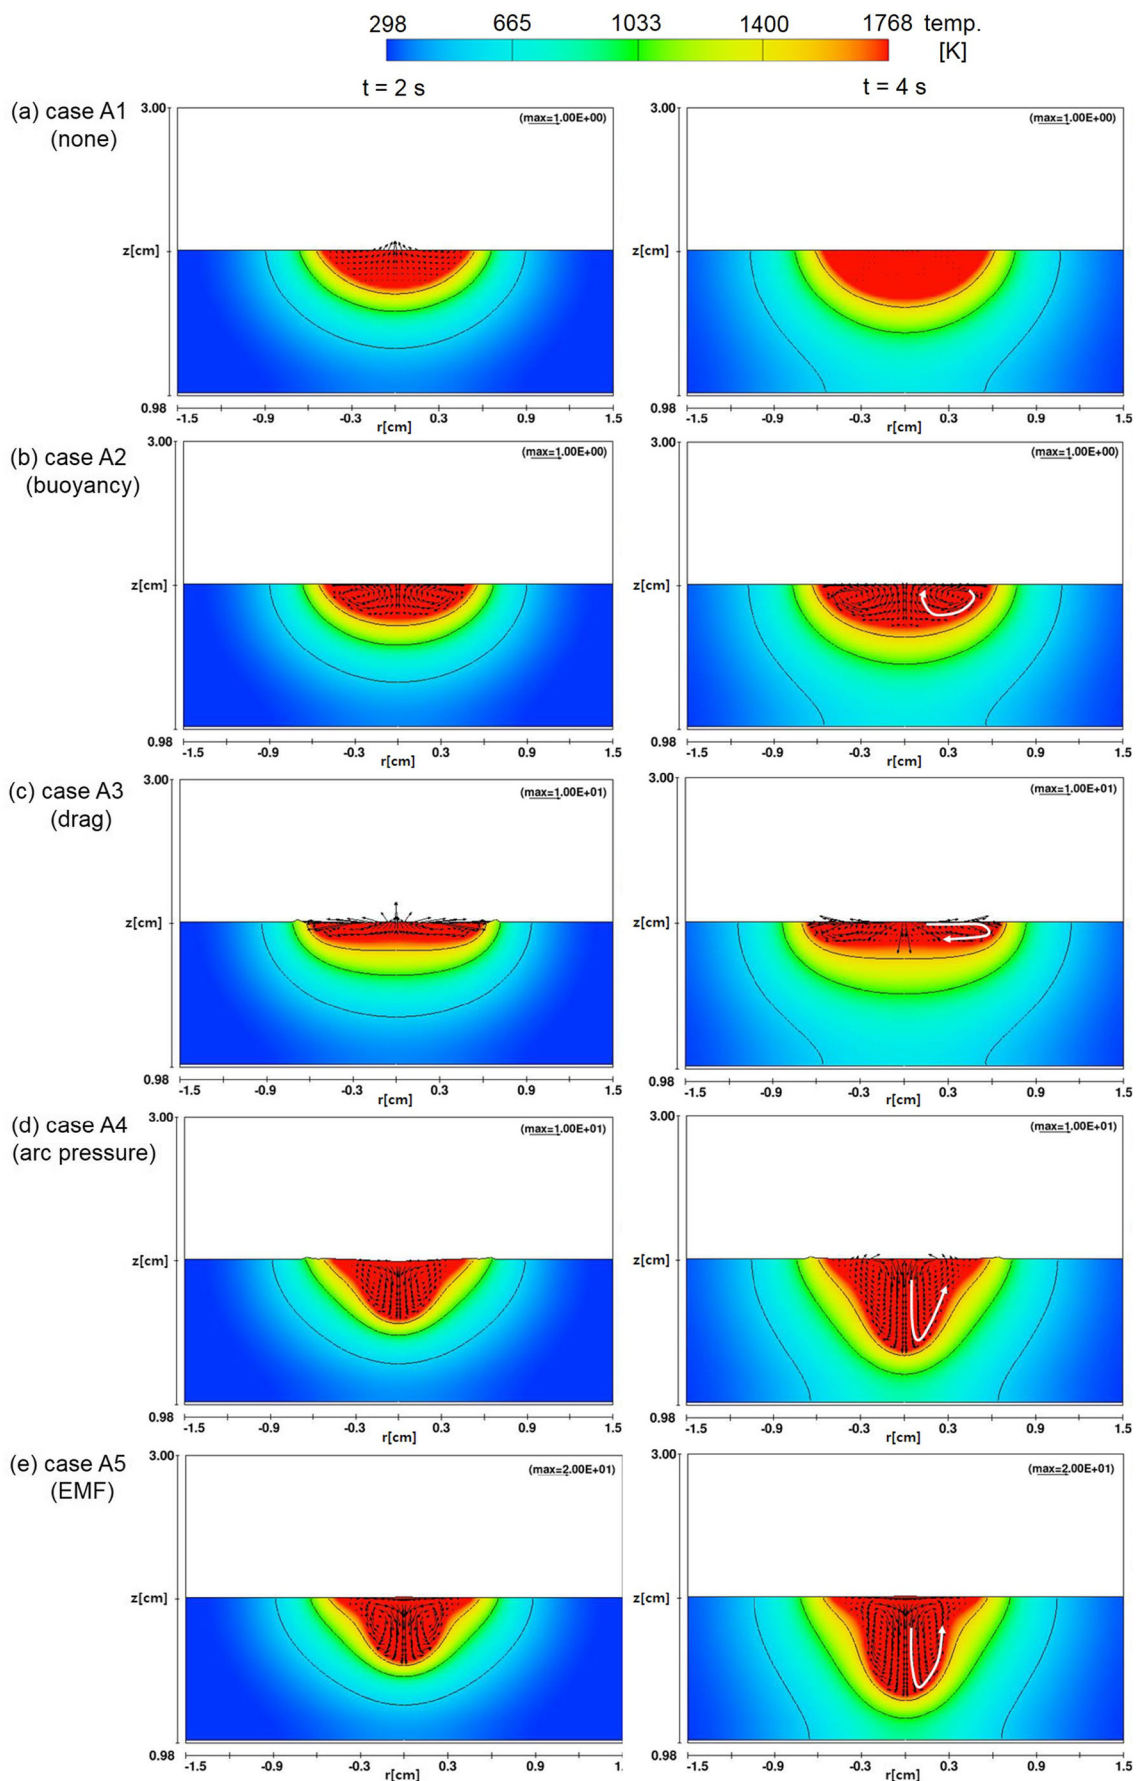 298 665 1033 1400 1768 temp.
[K]
t = 2 s t = 4 s
(a) case A1
(none)
3.00 (max=1.00E+00) (max=1.00E+00)
z[cm]
0.98 -1.5 -0.9 -0.3 0.3 0.9 1.5 -1.5 -0.9 -0.3 0.3 0.9 1.5
r[cm] r[cm]
(b) case A2
(buoyancy)
3.00 (max=1.00E+00) 3.00 (max=1.00E+00)
z[cm] z[cm]
0.98 -1.5 -0.9 -0.3 0.3 0.9 1.5 0.98 -1.5 -0.9 -0.3 0.3 0.9 1.5
r[cm] r[cm]
(c) case A3
(drag)
3.00 (max=1.00E+01) 3.00 (max=1.00E+01)
z[cm] z[cm]
0.98 -1.5 -0.9 -0.3 0.3 0.9 1.5 0.98 -1.5 -0.9 -0.3 0.3 0.9 1.5
r[cm] r[cm]
(d) case A4
(arc pressure)
3.00 (max=1.00E+01) 3.00 (max=1.00E+01)
z[cm] z[cm]
0.98 -1.5 -0.9 -0.3 0.3 0.9 1.5 0.98 -1.5 -0.9 -0.3 0.3 0.9 1.5
r[cm] r[cm]
(e) case A5
(EMF)
3.00 (max=2.00E+01) 3.00 (max=2.00E+01)
z[cm] z[cm]
0.98 -1.5 -0.9 -0.3 0.3 0.9 1. 0.98 -1.5 -0.9 -0.3 0.3 0.9 1.5
r[cm] r[cm]